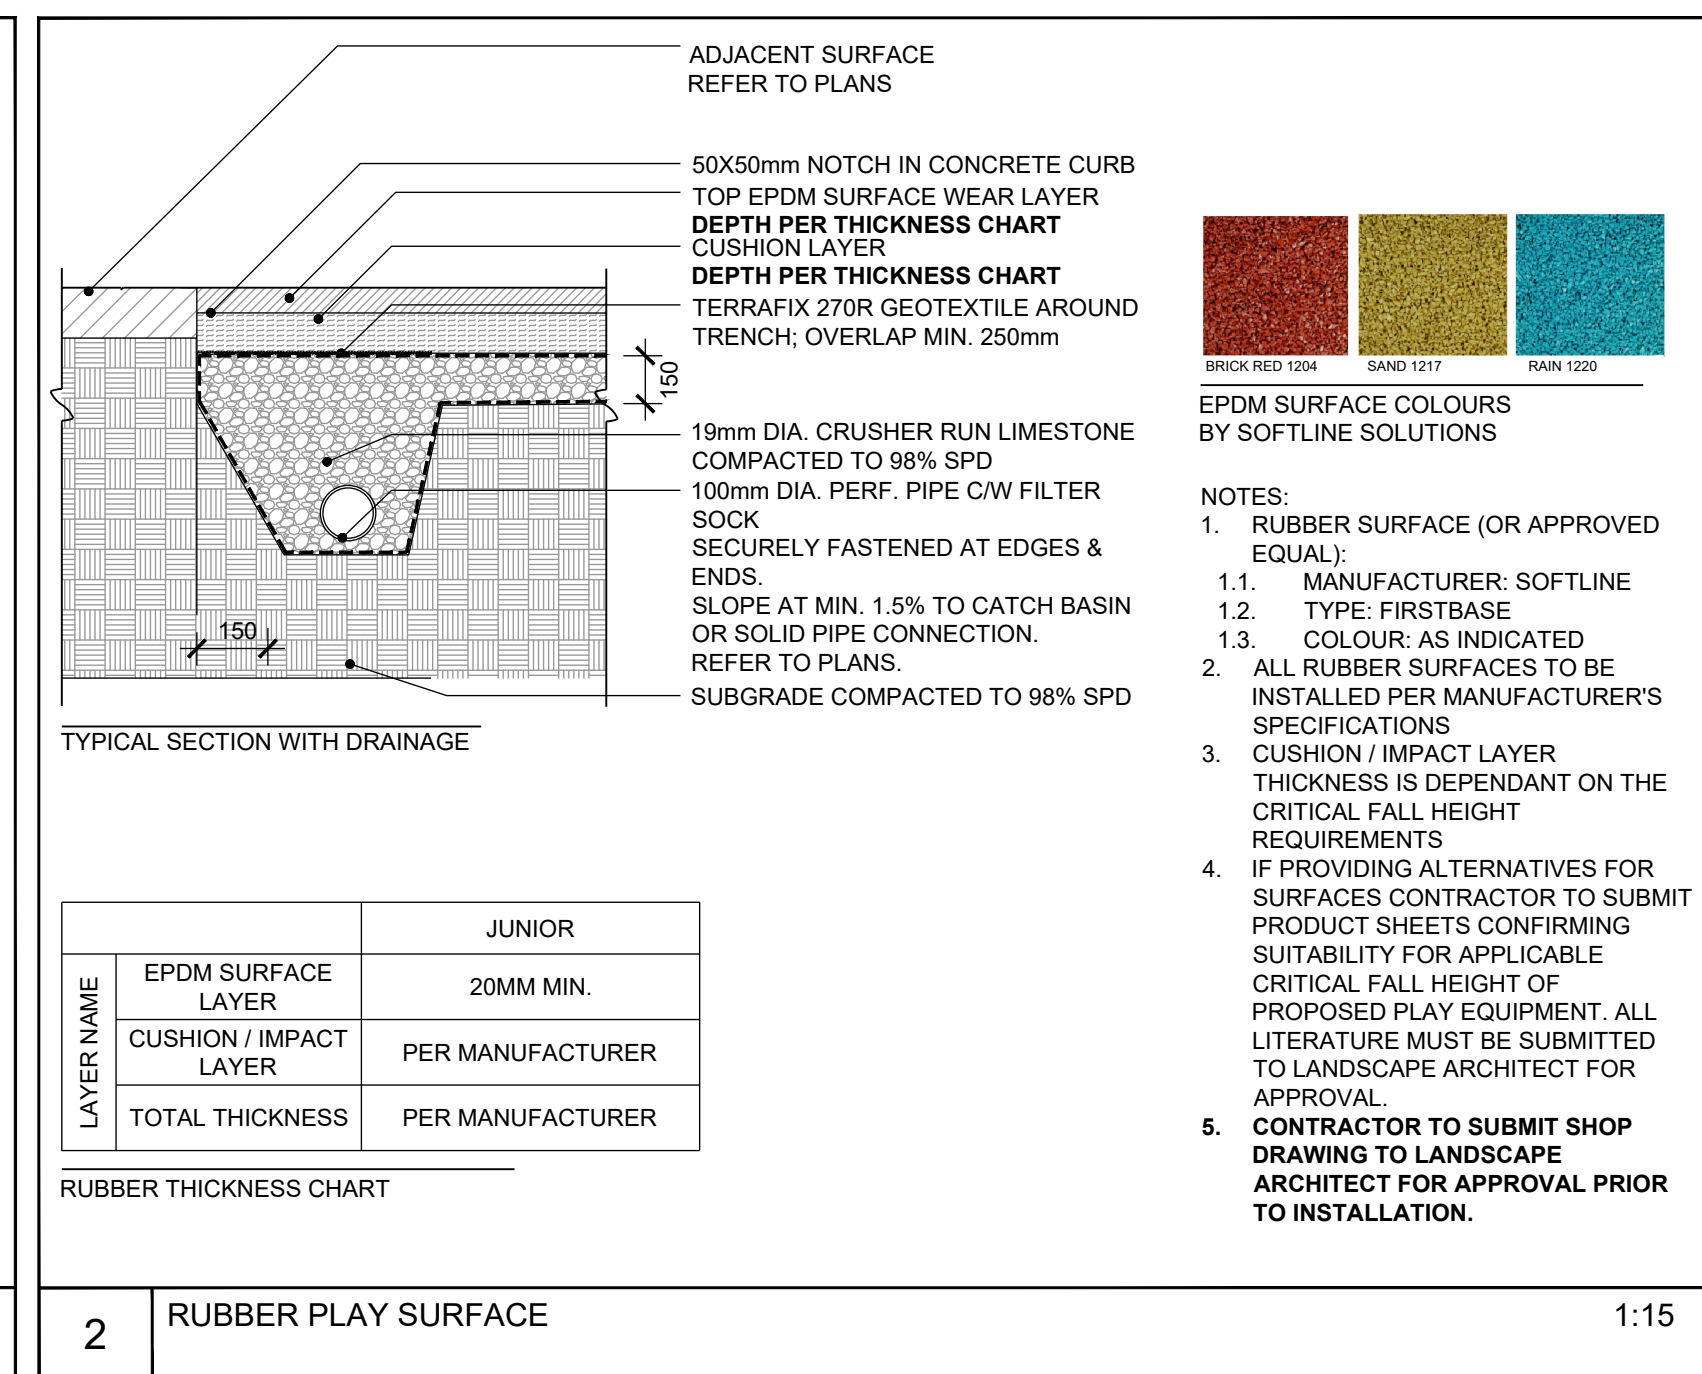 ADJACENT SURFACE
REFER TO PLANS
50X50mm NOTCH IN CONCRETE CURB
TOP EPDM SURFACE WEAR LAYER
DEPTH PER THICKNESS CHART
CUSHION LAYER
DEPTH PER THICKNESS CHART
TERRAFIX 270R GEOTEXTILE AROUND
TRENCH; OVERLAP MIN. 250mm
150
19mm DIA. CRUSHER RUN LIMESTONE
COMPACTED TO 98% SPD
100mm DIA. PERF. PIPE C/W FILTER
SOCK
SECURELY FASTENED AT EDGES &
ENDS.
SLOPE AT MIN. 1.5% TO CATCH BASIN
OR SOLID PIPE CONNECTION.
REFER TO PLANS.
150
SUBGRADE COMPACTED TO 98% SPD
TYPICAL SECTION WITH DRAINAGE
BRICK RED 1204
SAND 1217
RAIN 1220
EPDM SURFACE COLOURS
BY SOFTLINE SOLUTIONS
NOTES:
1. RUBBER SURFACE (OR APPROVED
EQUAL):
1.1. MANUFACTURER: SOFTLINE
1.2. TYPE: FIRSTBASE
1.3. COLOUR: AS INDICATED
2. ALL RUBBER SURFACES TO BE
INSTALLED PER MANUFACTURER'S
SPECIFICATIONS
3. CUSHION / IMPACT LAYER
THICKNESS IS DEPENDANT ON THE
CRITICAL FALL HEIGHT
REQUIREMENTS
4. IF PROVIDING ALTERNATIVES FOR
SURFACES CONTRACTOR TO SUBMIT
PRODUCT SHEETS CONFIRMING
SUITABILITY FOR APPLICABLE
CRITICAL FALL HEIGHT OF
PROPOSED PLAY EQUIPMENT. ALL
LITERATURE MUST BE SUBMITTED
TO LANDSCAPE ARCHITECT FOR
APPROVAL.
5. CONTRACTOR TO SUBMIT SHOP
DRAWING TO LANDSCAPE
ARCHITECT FOR APPROVAL PRIOR
TO INSTALLATION.
JUNIOR
LAYER NAME
EPDM SURFACE
LAYER
20MM MIN.
CUSHION / IMPACT
LAYER
PER MANUFACTURER
TOTAL THICKNESS
PER MANUFACTURER
RUBBER THICKNESS CHART
2
RUBBER PLAY SURFACE
1:15